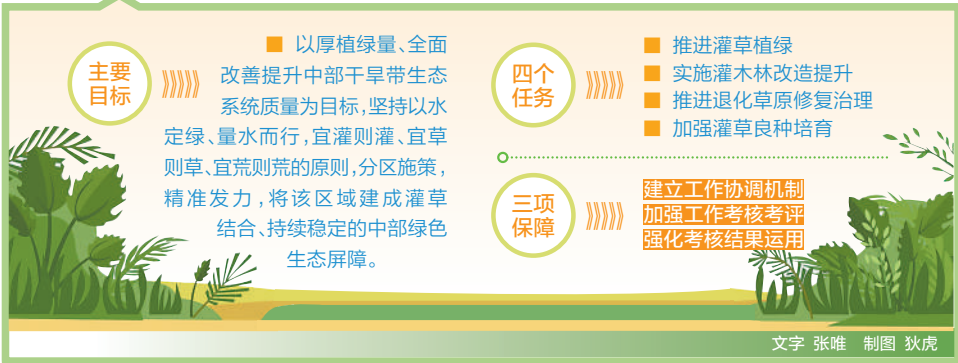 主要
目标
■ 以厚植绿量、全面
改善提升中部干旱带生态
系统质量为目标,坚持以水
定绿、量水而行,宜灌则灌、宜草
则草、宜荒则荒的原则,分区施策,
精准发力,将该区域建成灌草
结合、持续稳定的中部绿色
生态屏障。
四个
任务
■ 推进灌草植绿
■ 实施灌木林改造提升
■ 推进退化草原修复治理
■ 加强灌草良种培育
三项
保障
建立工作协调机制
加强工作考核考评
强化考核结果运用
文字 张唯 制图 狄虎